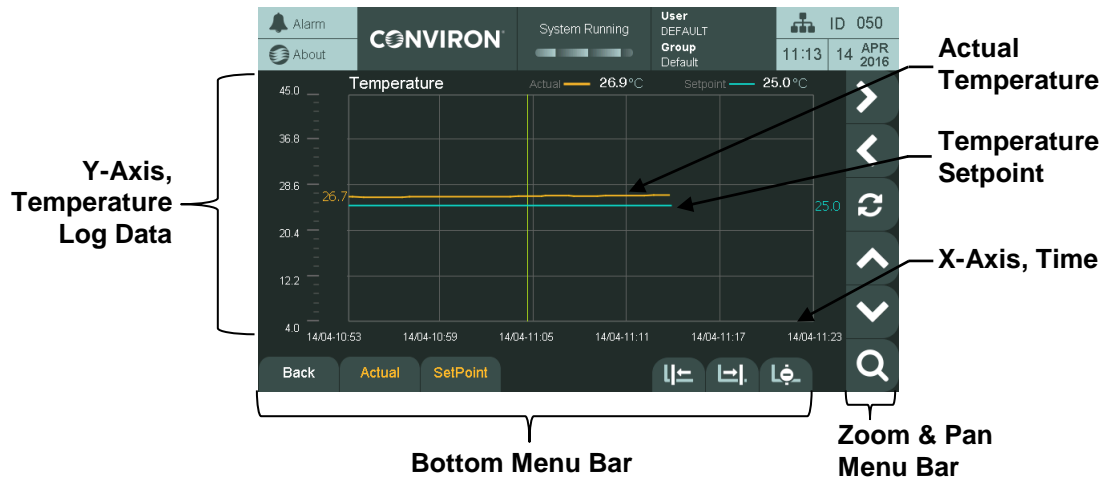 Alarm
About
CONVIRON
System Running
User
DEFAULT
Group
Default
ID 050
11:13
14 APR
2016
Temperature
Actual 26.9°C
Setpoint 25.0°C
45.0
36.8
28.6
20.4
12.2
4.0
26.7
25.0
14/04-10:53
14/04-10:59
14/04-11:05
14/04-11:11
14/04-11:17
14/04-11:23
Back
Actual
SetPoint
Y-Axis,
Temperature
Log Data
Actual
Temperature
Temperature
Setpoint
X-Axis, Time
Bottom Menu Bar
Zoom & Pan
Menu Bar